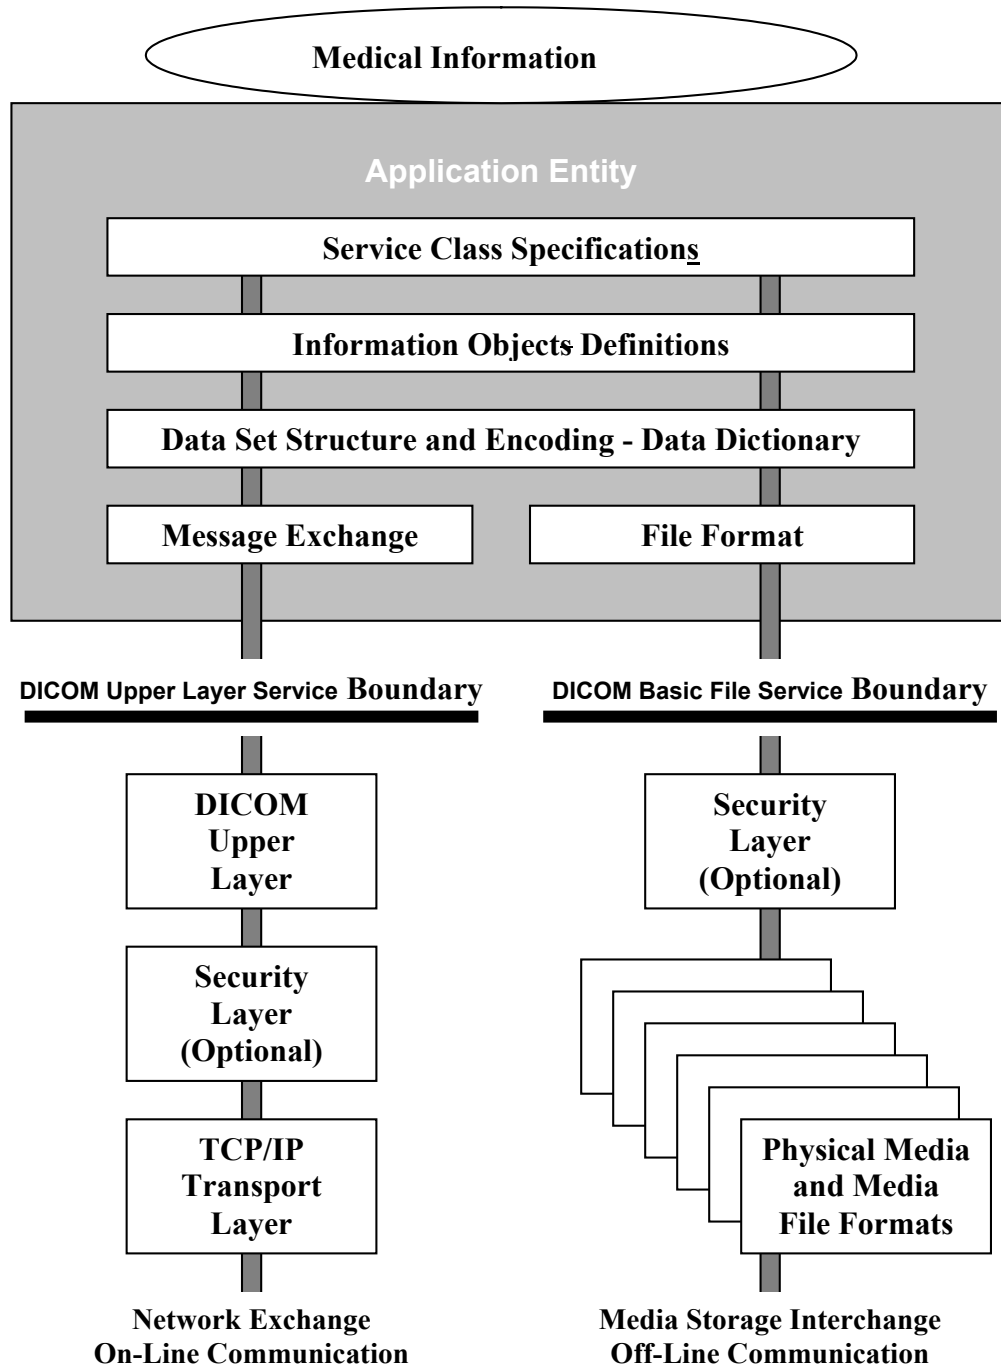 Medical Information
Application Entity
Service Class Specifications
Information Objects Definitions
Data Set Structure and Encoding - Data Dictionary
Message Exchange
File Format
DICOM Upper Layer Service Boundary
DICOM Basic File Service Boundary
DICOM
Upper
Layer
Security
Layer
(Optional)
Security
Layer
(Optional)
TCP/IP
Transport
Layer
Physical Media
and Media
File Formats
Network Exchange
On-Line Communication
Media Storage Interchange
Off-Line Communication